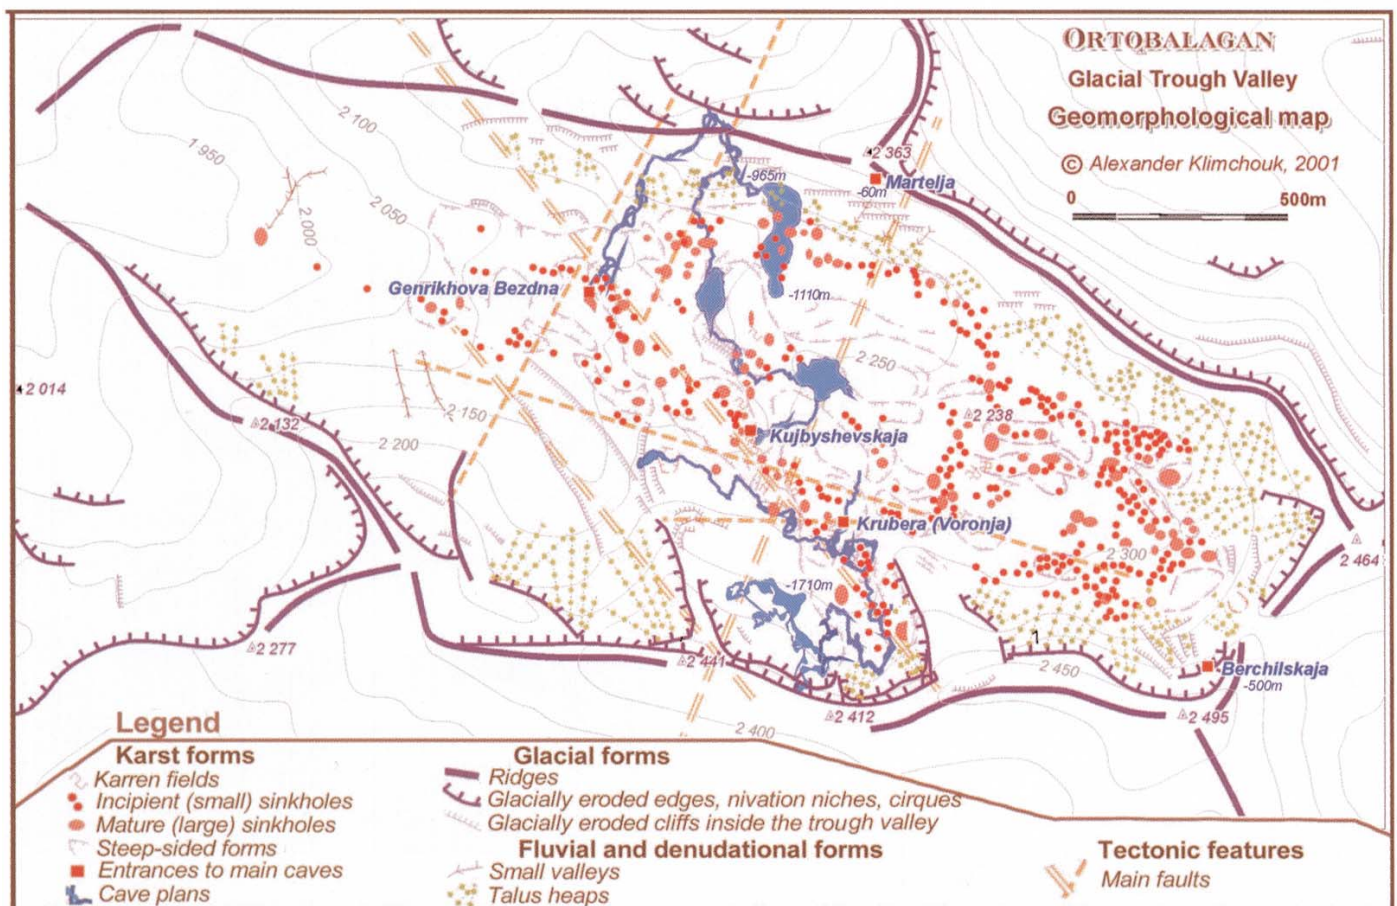 ORTOBALAGAN
Glacial Trough Valley
Geomorphological map
© Alexander Klimchouk, 2001
0 500m
2 100
1 950
2 363
-965m
-60m
Martelja
2 050
2 000
Genrikhova Bezdna
-1110m
2 250
2 014
2 150
2 238
2 132
2 200
Kujbyshevskaja
Krubera (Voronja)
2 300
2 464
-1710m
1
2 277
2 441
2 450
Berchilskaja
-500m
2 412
2 495
2 400
Legend
Karst forms
Karren fields
Incipient (small) sinkholes
Mature (large) sinkholes
Steep-sided forms
Entrances to main caves
Cave plans
Glacial forms
Ridges
Glacially eroded edges, nivation niches, cirques
Glacially eroded cliffs inside the trough valley
Fluvial and denudational forms
Small valleys
Talus heaps
Tectonic features
Main faults